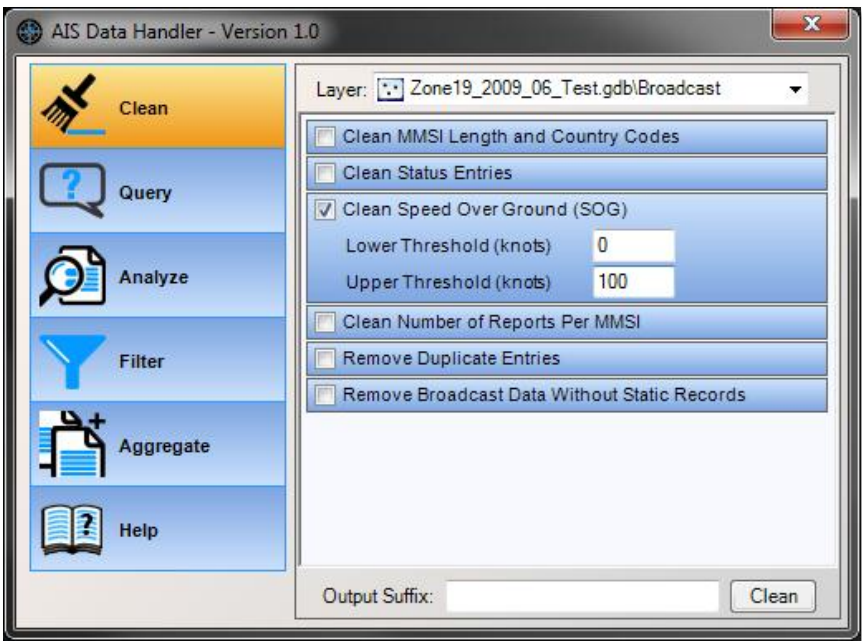 AIS Data Handler - Version 1.0
Clean
Query
Analyze
Filter
Aggregate
Help
Layer: Zone19_2009_06_Test.gdb\Broadcast
Clean MMSI Length and Country Codes
Clean Status Entries
Clean Speed Over Ground (SOG)
Lower Threshold (knots) 0
Upper Threshold (knots) 100
Clean Number of Reports Per MMSI
Remove Duplicate Entries
Remove Broadcast Data Without Static Records
Output Suffix: Clean